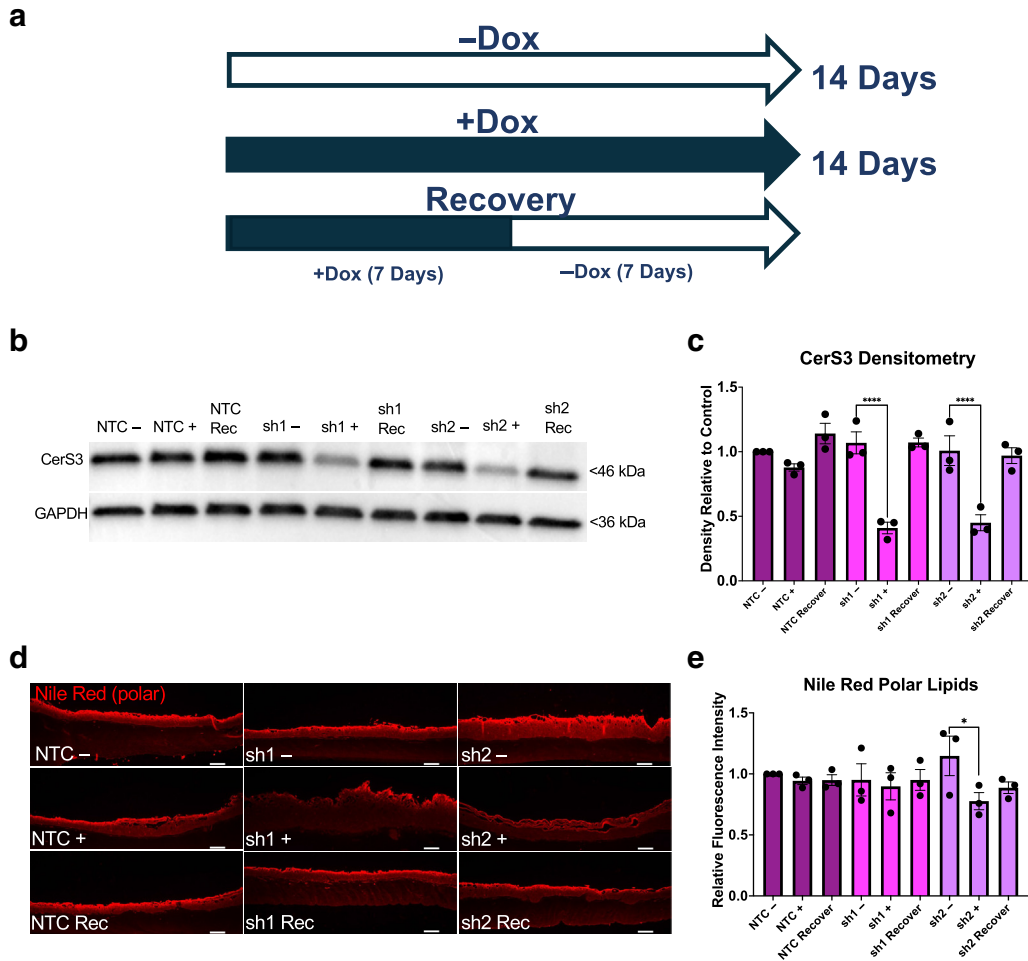 a
–Dox
14 Days
+Dox
14 Days
Recovery
+Dox (7 Days)
–Dox (7 Days)
b
NTC – NTC + NTC Rec sh1 – sh1 + sh1 Rec sh2 – sh2 + sh2 Rec
CerS3
<46 kDa
GAPDH
<36 kDa
c
CerS3 Densitometry
Density Relative to Control
1.5
1.0
0.5
0.0
****
****
NTC –
NTC +
NTC Recover
sh1 –
sh1 +
sh1 Recover
sh2 –
sh2 +
sh2 Recover
d
Nile Red (polar)
NTC –
sh1 –
sh2 –
NTC +
sh1 +
sh2 +
NTC Rec
sh1 Rec
sh2 Rec
e
Nile Red Polar Lipids
Relative Fluorescence Intensity
1.5
1.0
0.5
0.0
*
NTC –
NTC +
NTC Recover
sh1 –
sh1 +
sh1 Recover
sh2 –
sh2 +
sh2 Recover